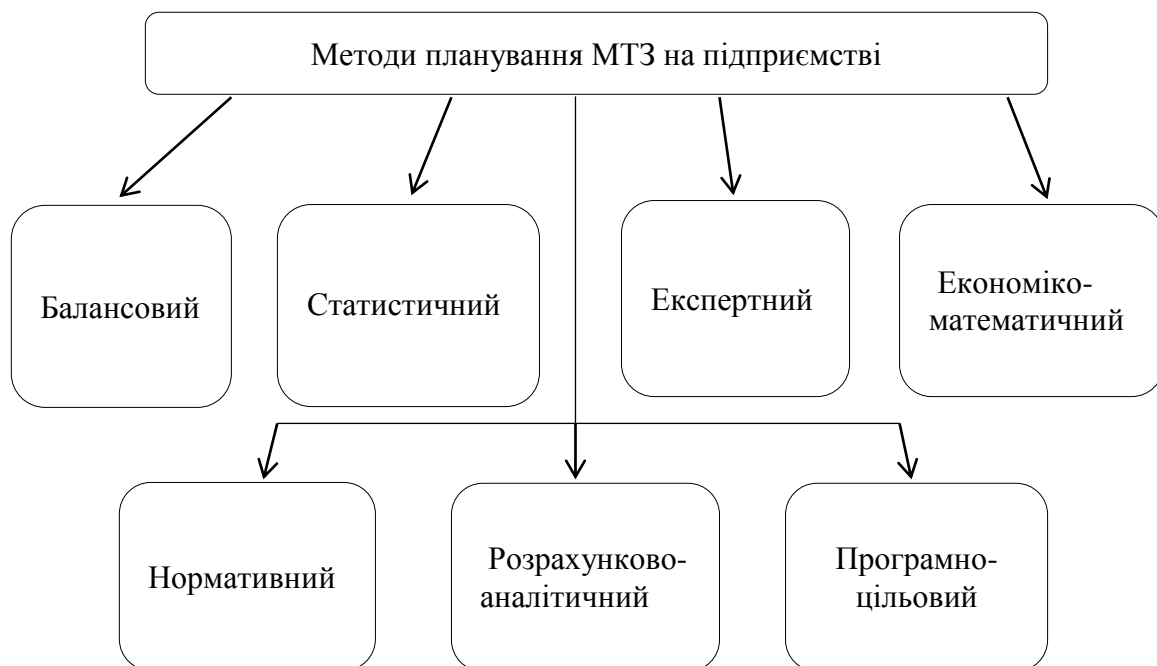 Методи планування МТЗ на підприємстві
Балансовий
Статистичний
Експертний
Економіко-
математичний
Нормативний
Розрахунково-
аналітичний
Програмно-
цільовий